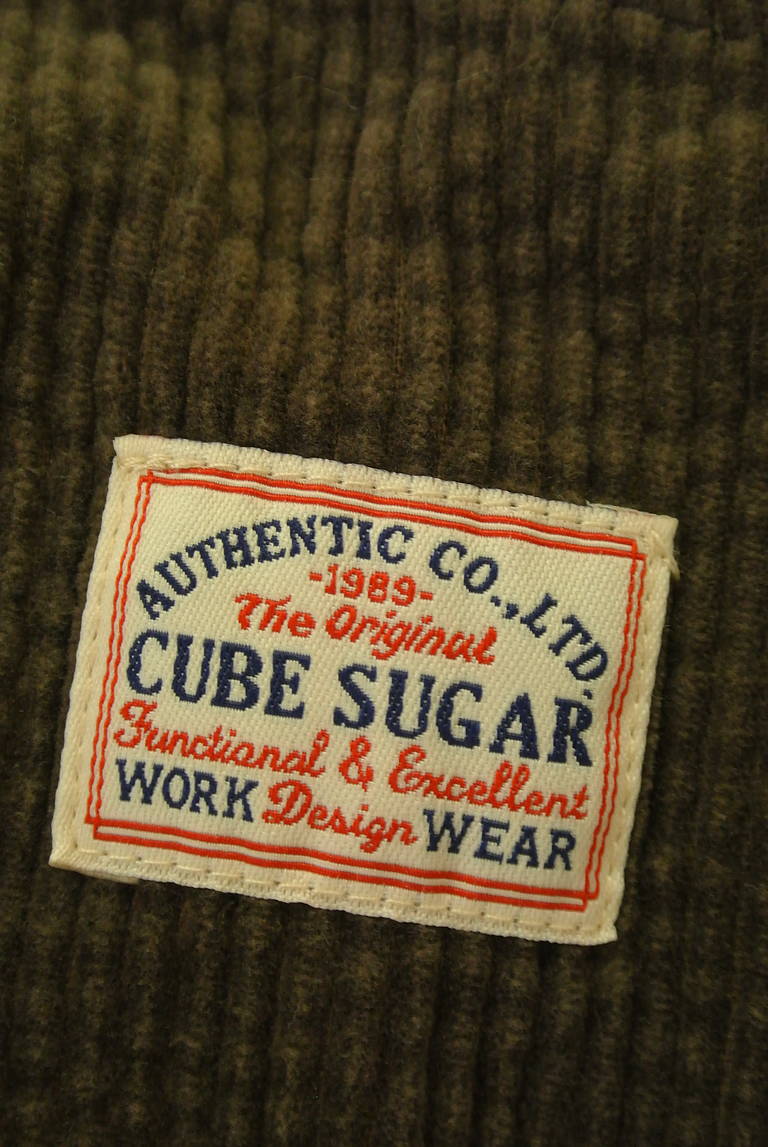 AUTHENTIC CO.,LTD.
-1989-
The Original
CUBE SUGAR
Functional & Excellent
WORK Design WEAR